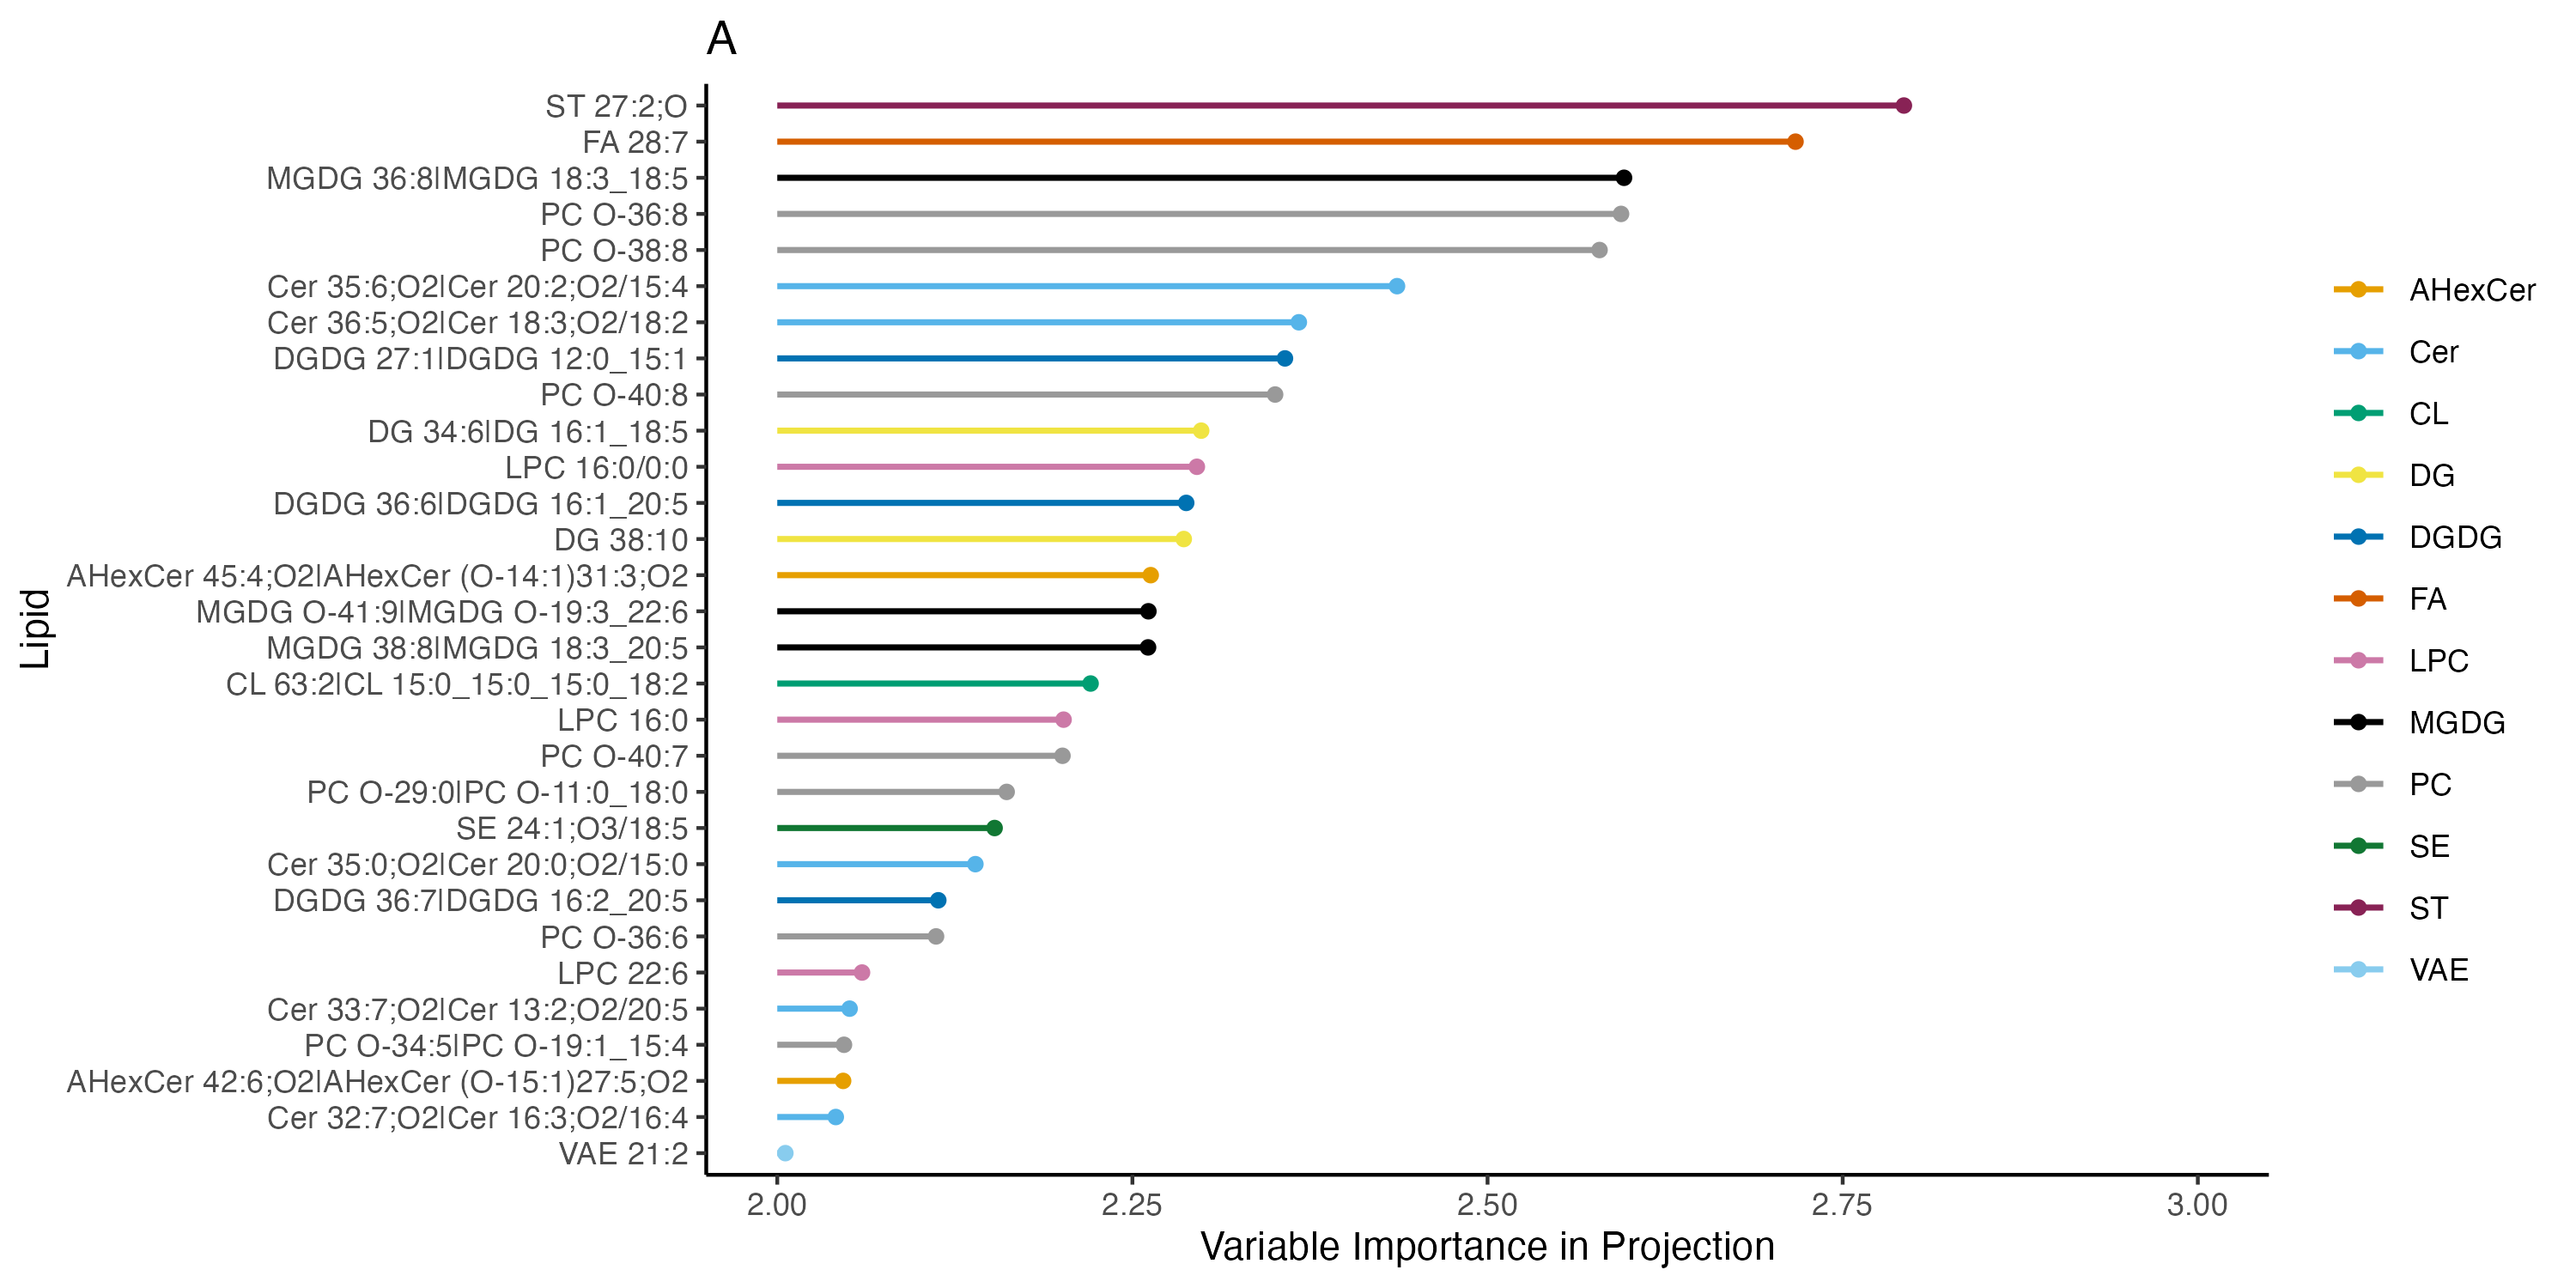 A
ST 27:2;O
FA 28:7
MGDG 36:8|MGDG 18:3_18:5
PC O-36:8
PC O-38:8
Cer 35:6;O2|Cer 20:2;O2/15:4
Cer 36:5;O2|Cer 18:3;O2/18:2
DGDG 27:1|DGDG 12:0_15:1
PC O-40:8
DG 34:6|DG 16:1_18:5
LPC 16:0/0:0
DGDG 36:6|DGDG 16:1_20:5
DG 38:10
AHexCer 45:4;O2|AHexCer (O-14:1)31:3;O2
MGDG O-41:9|MGDG O-19:3_22:6
MGDG 38:8|MGDG 18:3_20:5
CL 63:2|CL 15:0_15:0_15:0_18:2
LPC 16:0
PC O-40:7
PC O-29:0|PC O-11:0_18:0
SE 24:1;O3/18:5
Cer 35:0;O2|Cer 20:0;O2/15:0
DGDG 36:7|DGDG 16:2_20:5
PC O-36:6
LPC 22:6
Cer 33:7;O2|Cer 13:2;O2/20:5
PC O-34:5|PC O-19:1_15:4
AHexCer 42:6;O2|AHexCer (O-15:1)27:5;O2
Cer 32:7;O2|Cer 16:3;O2/16:4
VAE 21:2
Lipid
2.00 2.25 2.50 2.75 3.00
Variable Importance in Projection
AHexCer
Cer
CL
DG
DGDG
FA
LPC
MGDG
PC
SE
ST
VAE